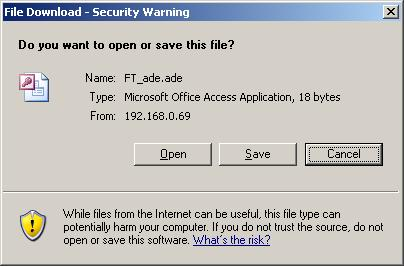 File Download - Security Warning
Do you want to open or save this file?
Name: FT_ade.ade
Type: Microsoft Office Access Application, 18 bytes
From: 192.168.0.69
Open Save Cancel
While files from the Internet can be useful, this file type can
potentially harm your computer. If you do not trust the source, do not
open or save this software. What's the risk?